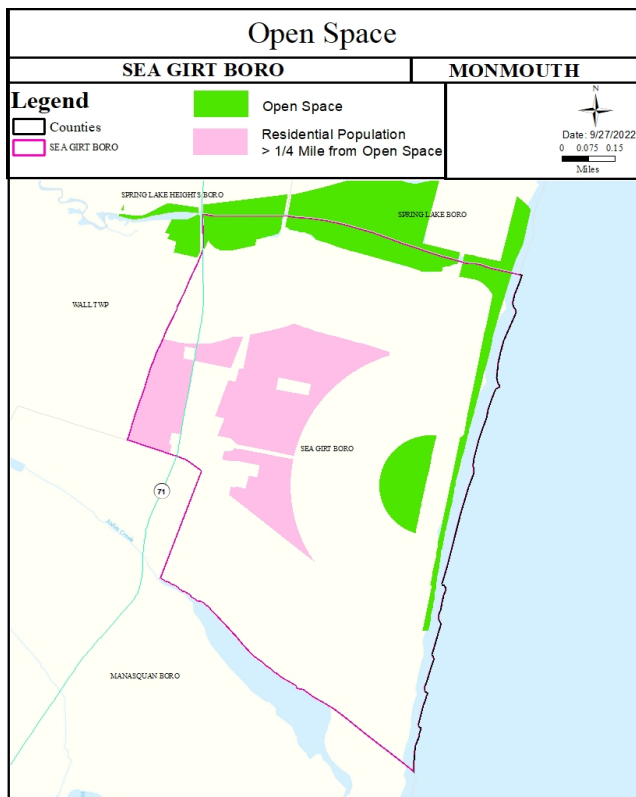 Open Space
SEA GIRT BORO
MONMOUTH
Legend
Counties
SEA GIRT BORO
Open Space
Residential Population
> 1/4 Mile from Open Space
N
Date: 9/27/2022
0 0.075 0.15
Miles
SPRING LAKE HEIGHTS BORO
SPRING LAKE BORO
WALL TWP
SEA GIRT BORO
71
MANASQUAN BORO